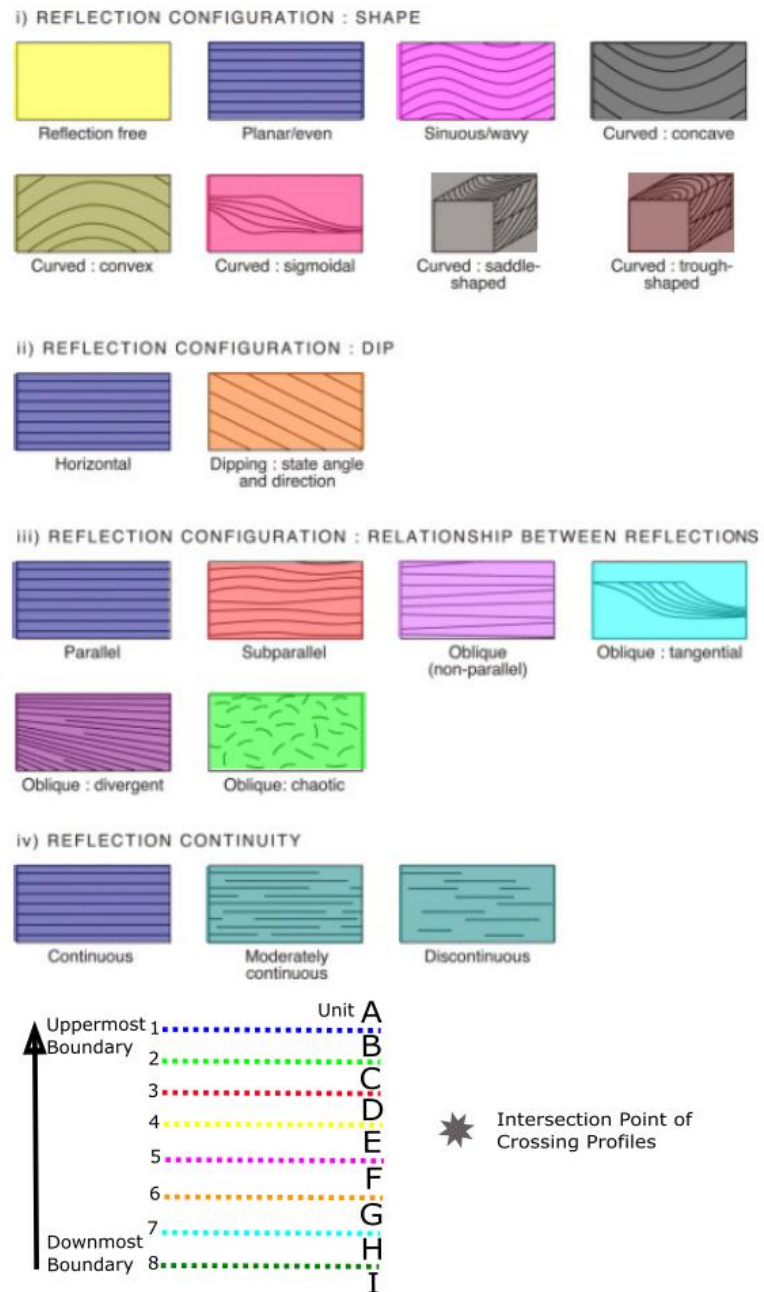 i) REFLECTION CONFIGURATION : SHAPE
Reflection free
Planar/even
Sinuous/wavy
Curved : concave
Curved : convex
Curved : sigmoidal
Curved : saddle-
shaped
Curved : trough-
shaped
ii) REFLECTION CONFIGURATION : DIP
Horizontal
Dipping : state angle
and direction
iii) REFLECTION CONFIGURATION : RELATIONSHIP BETWEEN REFLECTIONS
Parallel
Subparallel
Oblique
(non-parallel)
Oblique : tangential
Oblique : divergent
Oblique: chaotic
iv) REFLECTION CONTINUITY
Continuous
Moderately
continuous
Discontinuous
Uppermost
Boundary
Unit A
1
B
2
C
3
D
4
E
5
F
6
G
7
H
8
I
Downmost
Boundary
Intersection Point of
Crossing Profiles